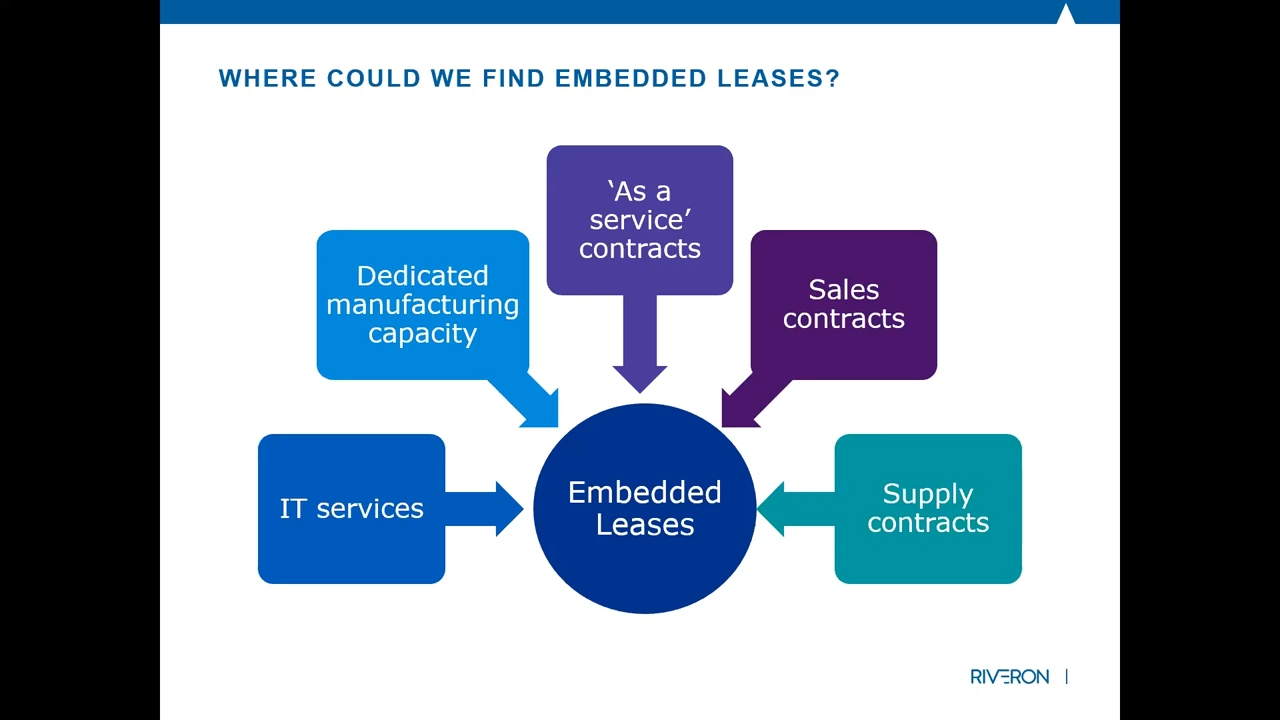 WHERE COULD WE FIND EMBEDDED LEASES?
‘As a
service’
contracts
Dedicated
manufacturing
capacity
Sales
contracts
IT services
Embedded
Leases
Supply
contracts
RIVERON |